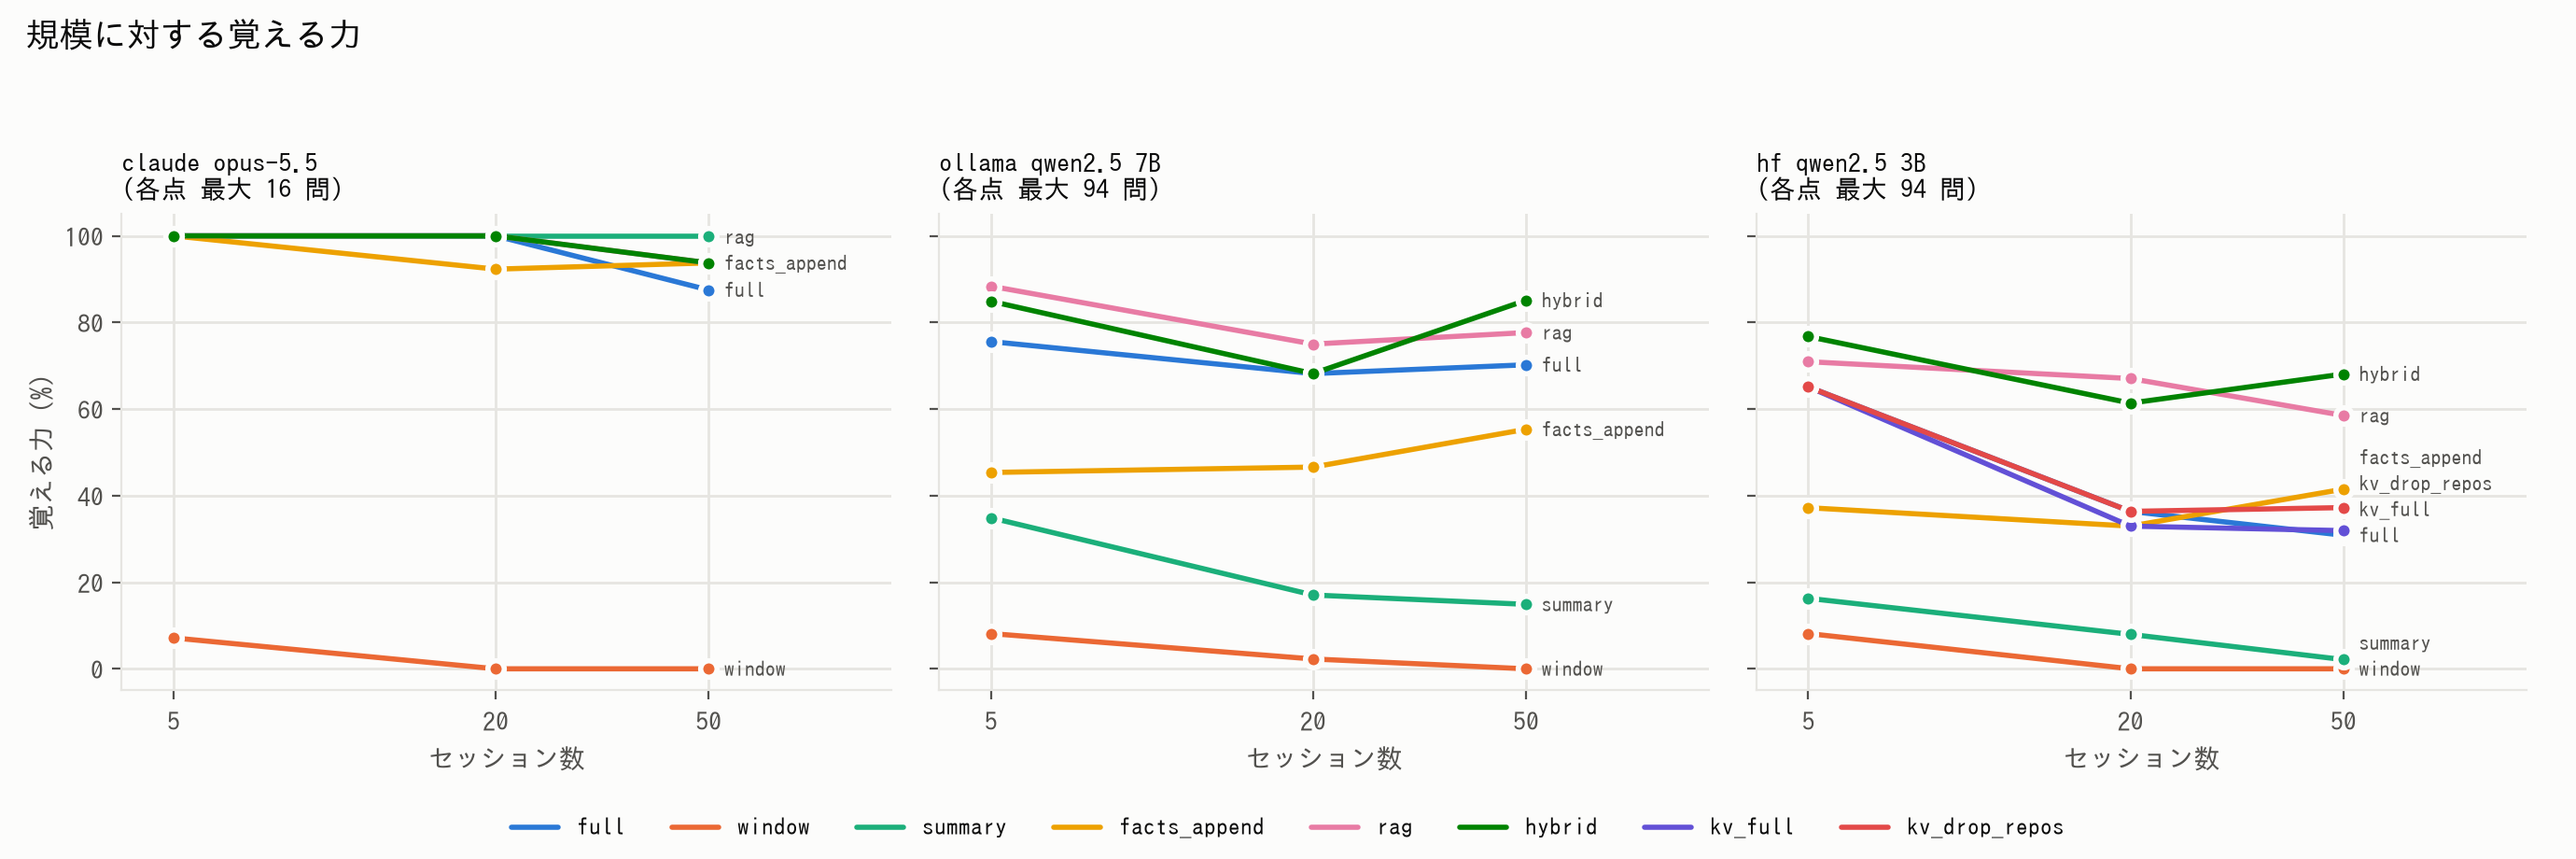 規模に対する覚える力
claude opus-5.5
(各点 最大 16 問)
覚える力 (%)
100
80
60
40
20
0
rag
facts_append
full
window
5
20
50
セッション数
ollama qwen2.5 7B
(各点 最大 94 問)
hybrid
rag
full
facts_append
summary
window
5
20
50
セッション数
hf qwen2.5 3B
(各点 最大 94 問)
hybrid
rag
facts_append
kv_drop_repos
kv_full
full
summary
window
5
20
50
セッション数
full window summary facts_append rag hybrid kv_full kv_drop_repos